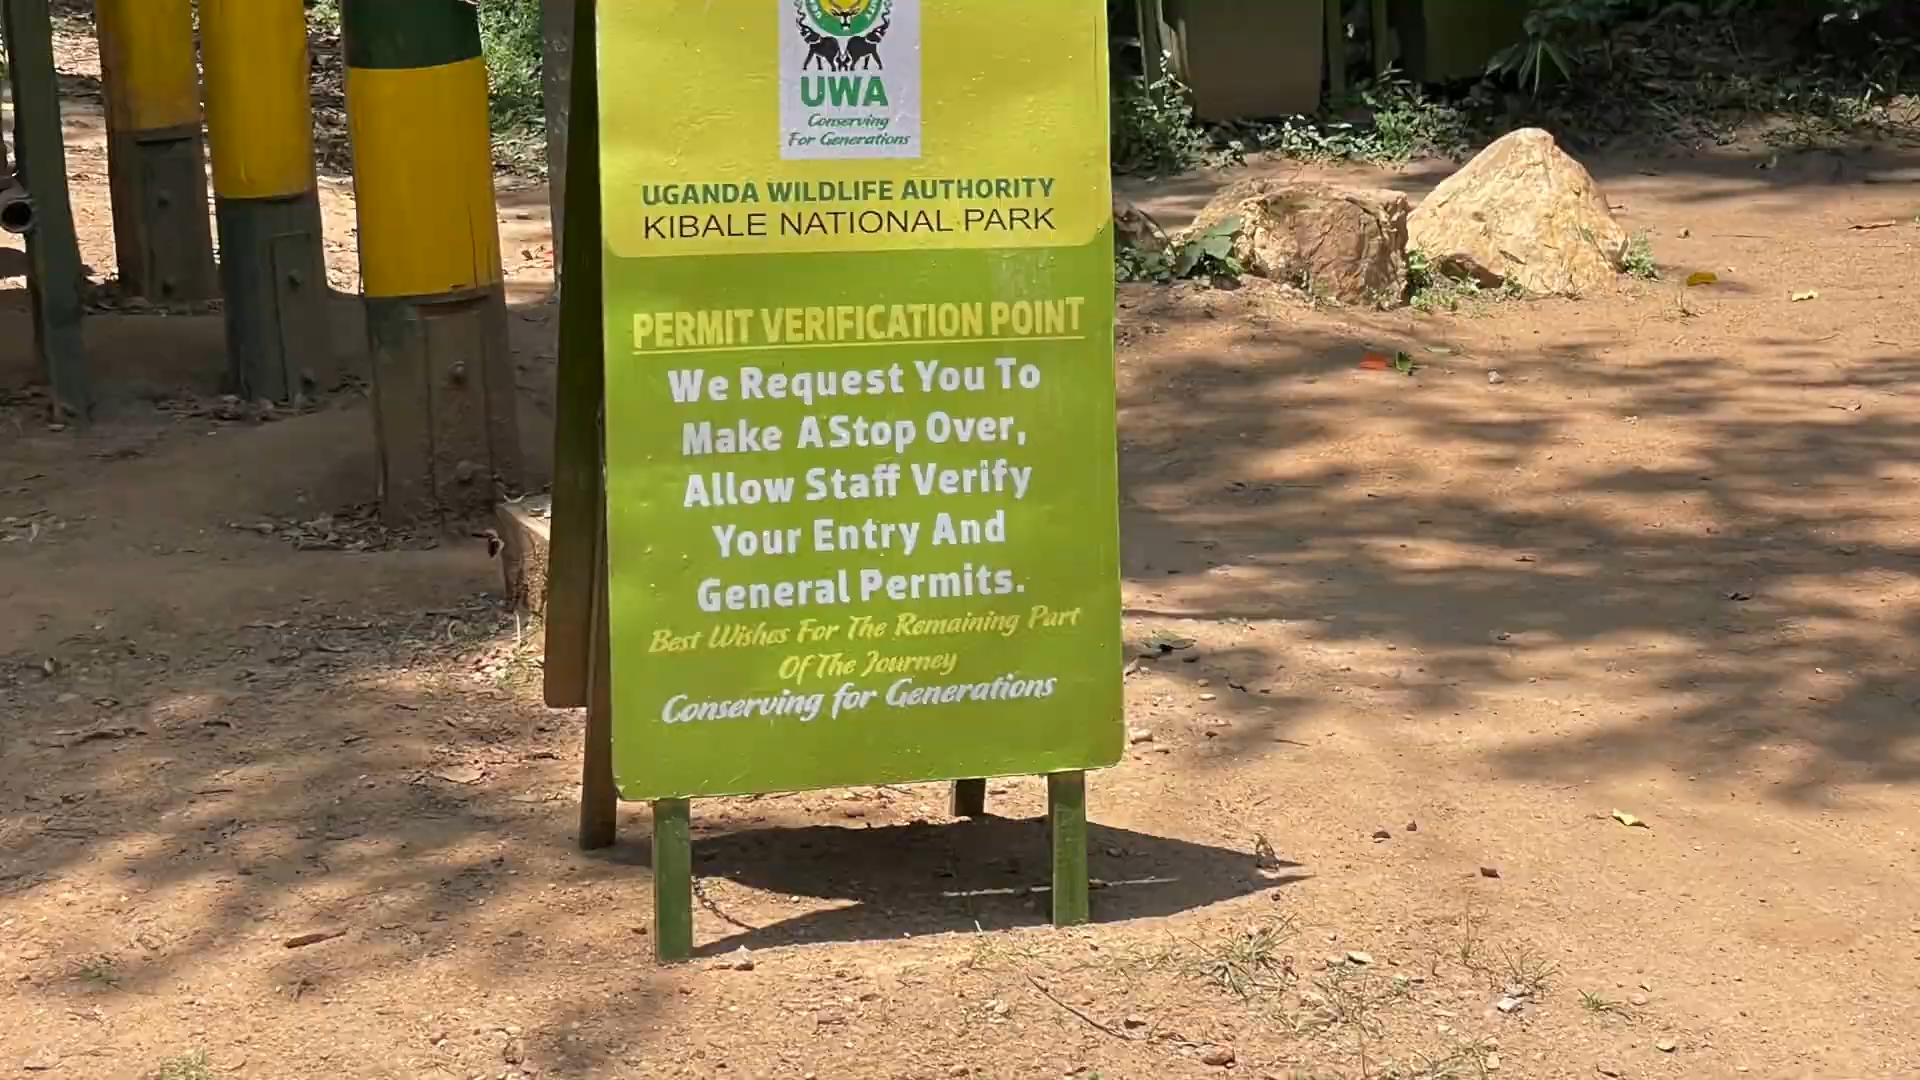 UWA
Conserving
For Generations
UGANDA WILDLIFE AUTHORITY
KIBALE NATIONAL PARK
PERMIT VERIFICATION POINT
We Request You To
Make A Stop Over,
Allow Staff Verify
Your Entry And
General Permits.
Best Wishes For The Remaining Part
Of The Journey
Conserving for Generations